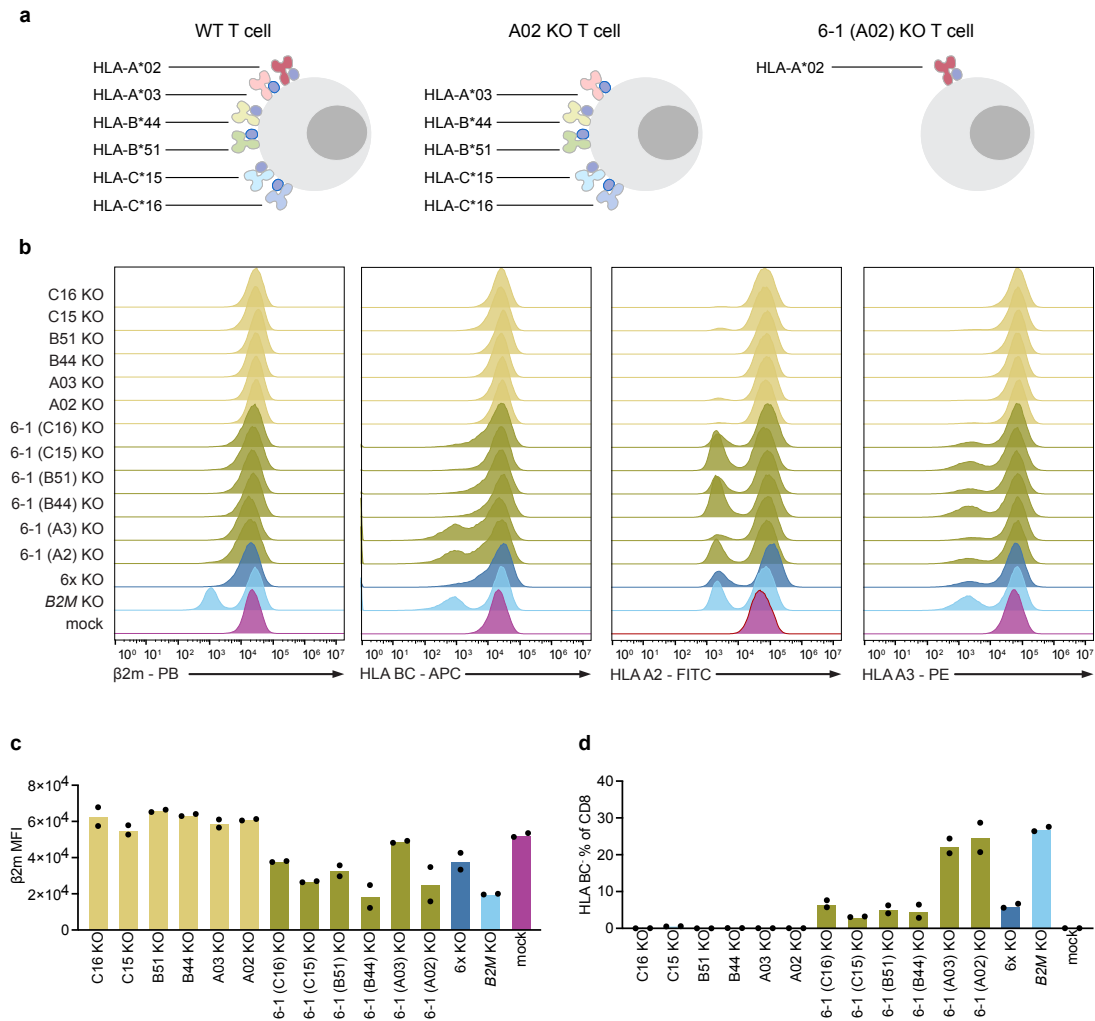 a
WT T cell
A02 KO T cell
6-1 (A02) KO T cell
HLA-A*02
HLA-A*03
HLA-B*44
HLA-B*51
HLA-C*15
HLA-C*16
HLA-A*03
HLA-B*44
HLA-B*51
HLA-C*15
HLA-C*16
HLA-A*02
b
C16 KO
C15 KO
B51 KO
B44 KO
A03 KO
A02 KO
6-1 (C16) KO
6-1 (C15) KO
6-1 (B51) KO
6-1 (B44) KO
6-1 (A3) KO
6-1 (A2) KO
6x KO
B2M KO
mock
10⁰ 10¹ 10² 10³ 10⁴ 10⁵ 10⁶ 10⁷
β2m - PB
10⁰ 10¹ 10² 10³ 10⁴ 10⁵ 10⁶ 10⁷
HLA BC - APC
10⁰ 10¹ 10² 10³ 10⁴ 10⁵ 10⁶ 10⁷
HLA A2 - FITC
10⁰ 10¹ 10² 10³ 10⁴ 10⁵ 10⁶ 10⁷
HLA A3 - PE
c
β2m MFI
8×10⁴
6×10⁴
4×10⁴
2×10⁴
0
C16 KO
C15 KO
B51 KO
B44 KO
A03 KO
A02 KO
6-1 (C16) KO
6-1 (C15) KO
6-1 (B51) KO
6-1 (B44) KO
6-1 (A03) KO
6-1 (A02) KO
6x KO
B2M KO
mock
d
HLA BC⁻ % of CD8
40
30
20
10
0
C16 KO
C15 KO
B51 KO
B44 KO
A03 KO
A02 KO
6-1 (C16) KO
6-1 (C15) KO
6-1 (B51) KO
6-1 (B44) KO
6-1 (A03) KO
6-1 (A02) KO
6x KO
B2M KO
mock